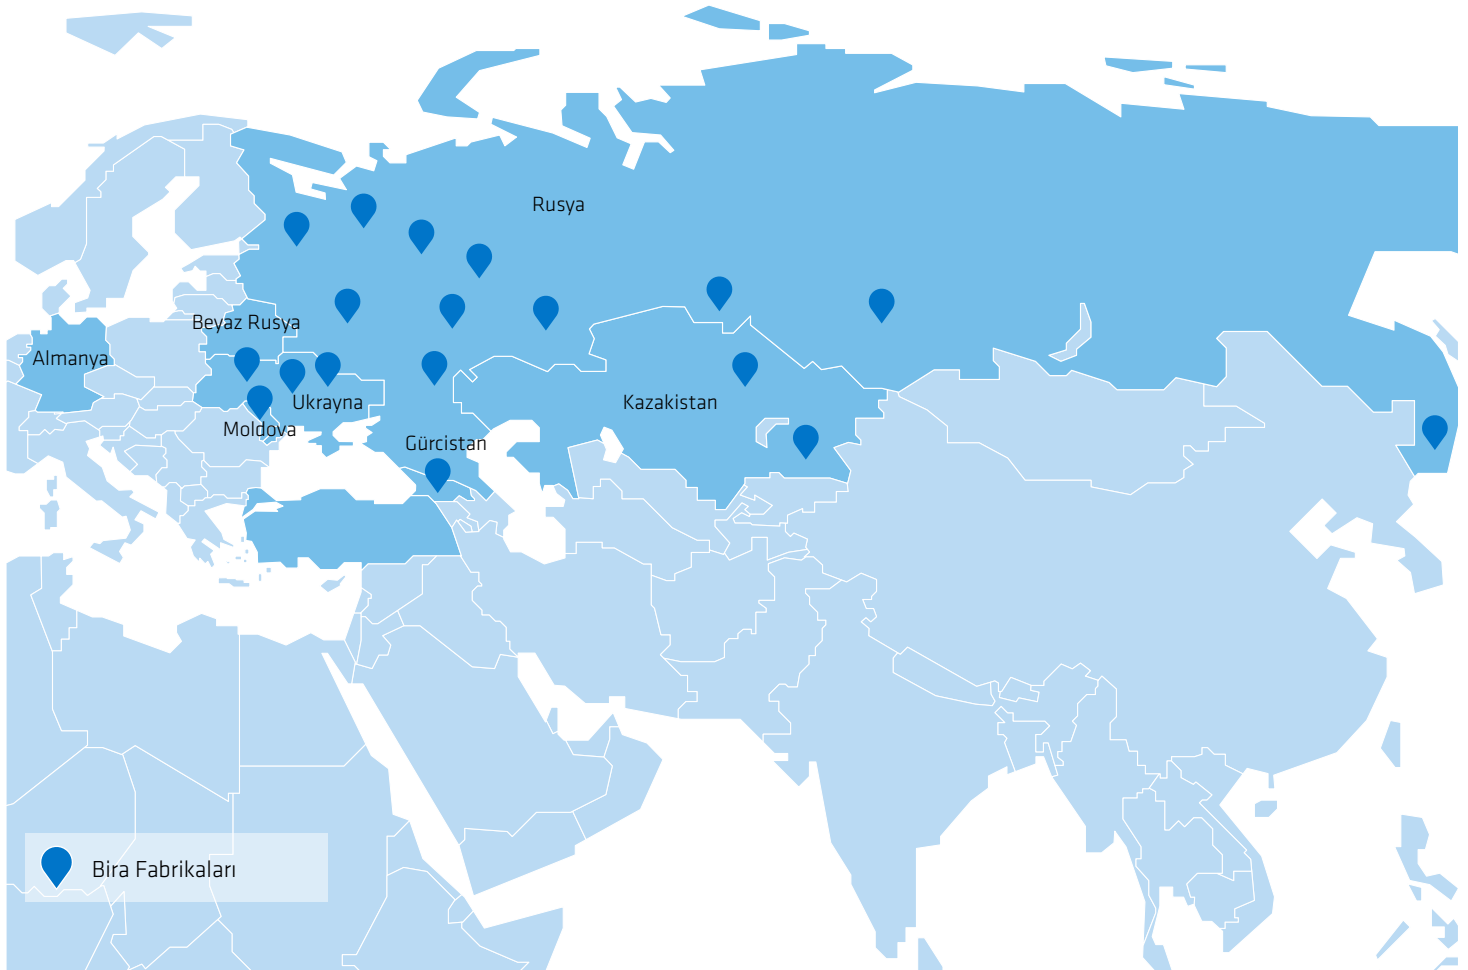 Rusya
Beyaz Rusya
Almanya
Ukrayna
Kazakistan
Moldova
Gürcistan
Bira Fabrikaları